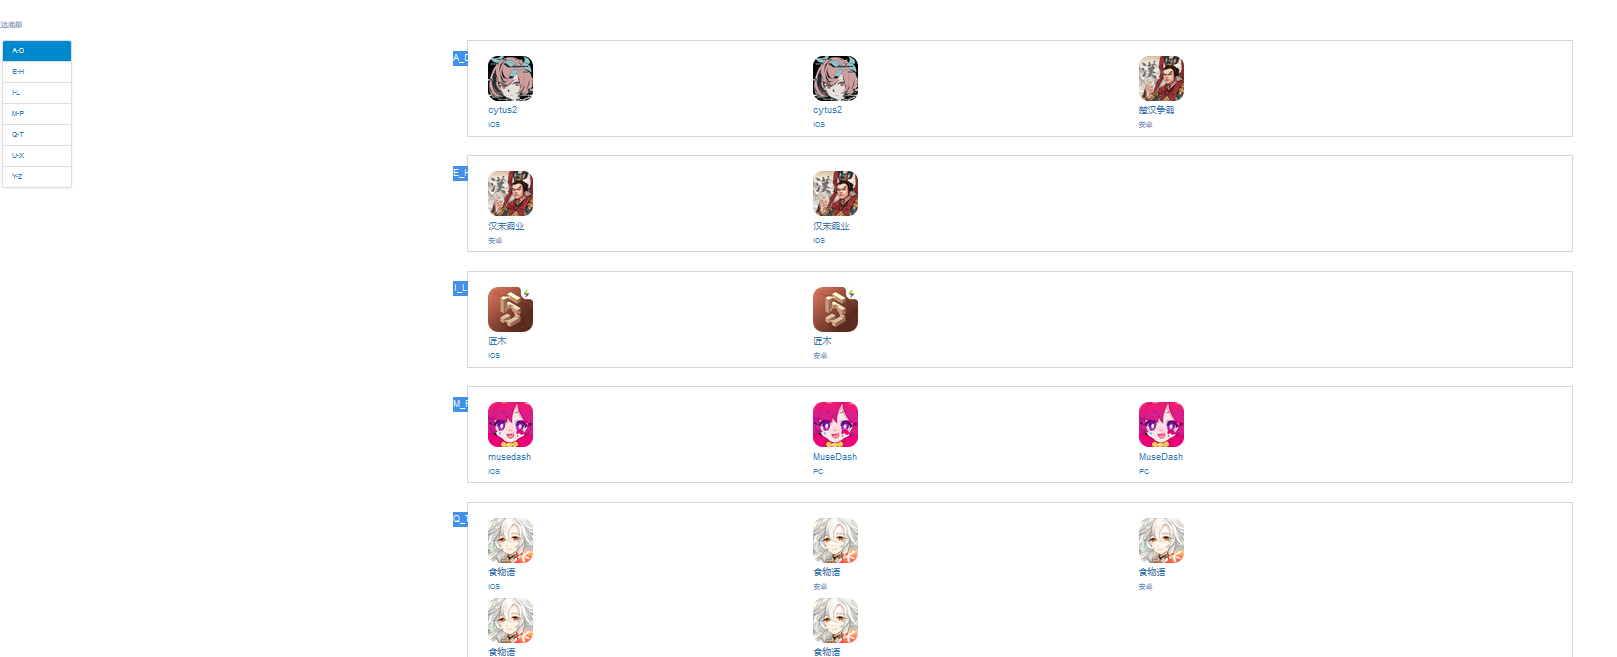 达底部
A-D
E-H
I-L
M-P
Q-T
U-X
Y-Z
A_D
cytus2
IOS
cytus2
IOS
楚汉争霸
安卓
E_H
汉末霸业
安卓
汉末霸业
IOS
I_L
匠木
IOS
匠木
安卓
M_P
musedash
IOS
MuseDash
PC
MuseDash
PC
Q_T
食物语
IOS
食物语
安卓
食物语
安卓
食物语
食物语